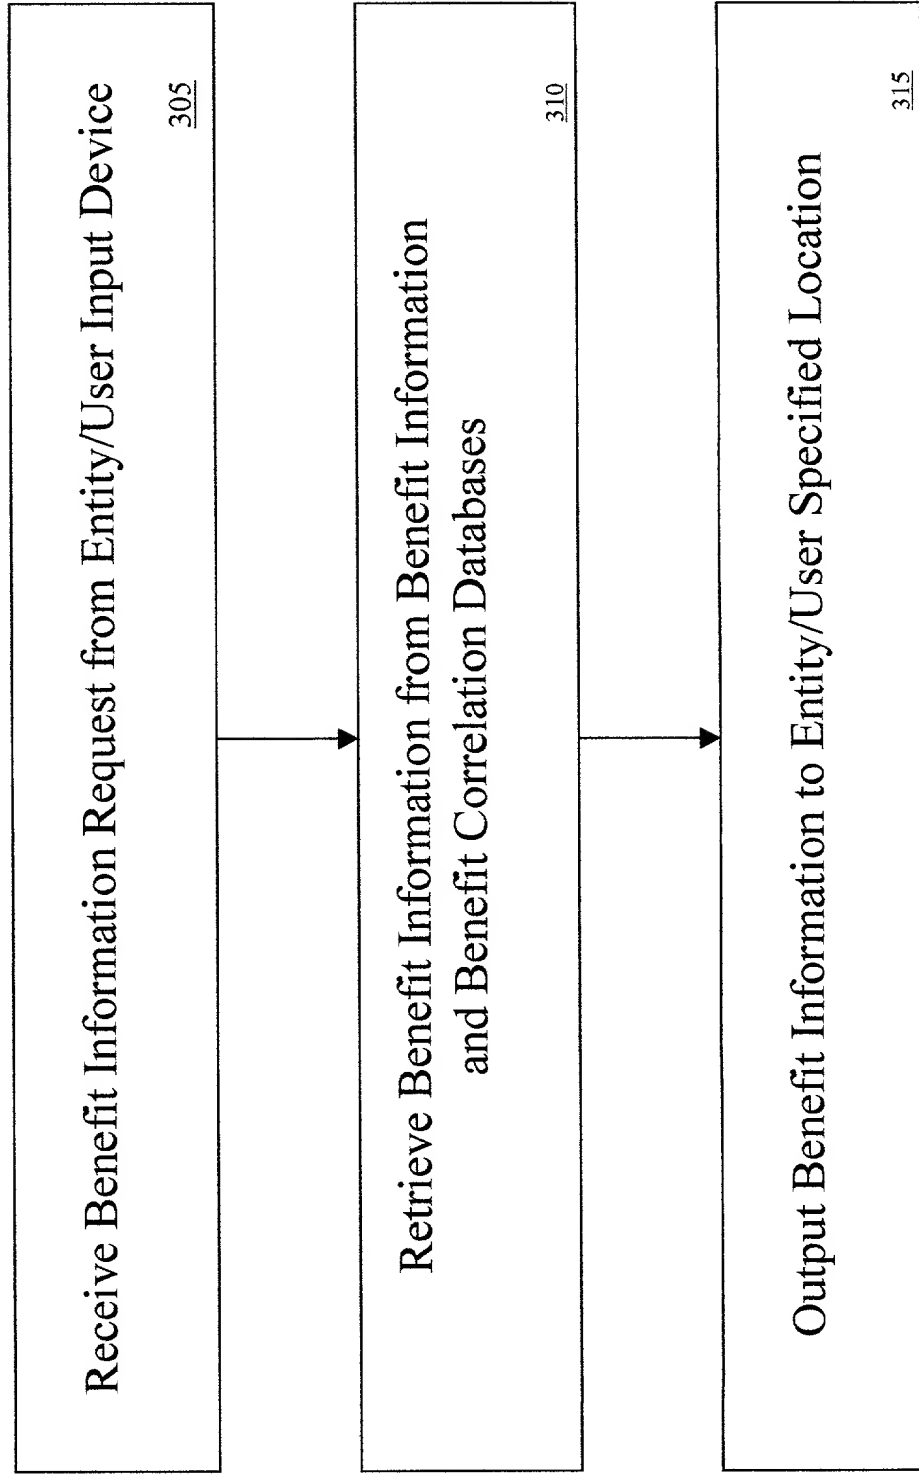 Receive Benefit Information Request from Entity/User Input Device
305
Retrieve Benefit Information from Benefit Information
and Benefit Correlation Databases
310
Output Benefit Information to Entity/User Specified Location
315